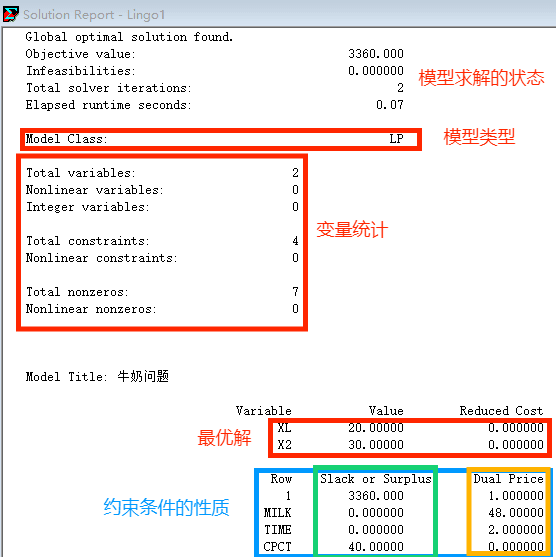 Solution Report - Lingo1
Global optimal solution found.
Objective value: 3360.000
Infeasibilities: 0.000000
Total solver iterations: 2
Elapsed runtime seconds: 0.07
模型求解的状态
Model Class: LP
模型类型
Total variables: 2
Nonlinear variables: 0
Integer variables: 0
变量统计
Total constraints: 4
Nonlinear constraints: 0
Total nonzeros: 7
Nonlinear nonzeros: 0
Model Title: 牛奶问题
Variable Value Reduced Cost
XL 20.00000 0.000000
X2 30.00000 0.000000
最优解
Row Slack or Surplus Dual Price
1 3360.000 1.000000
MILK 0.000000 48.00000
TIME 0.000000 2.000000
CPCT 40.00000 0.000000
约束条件的性质